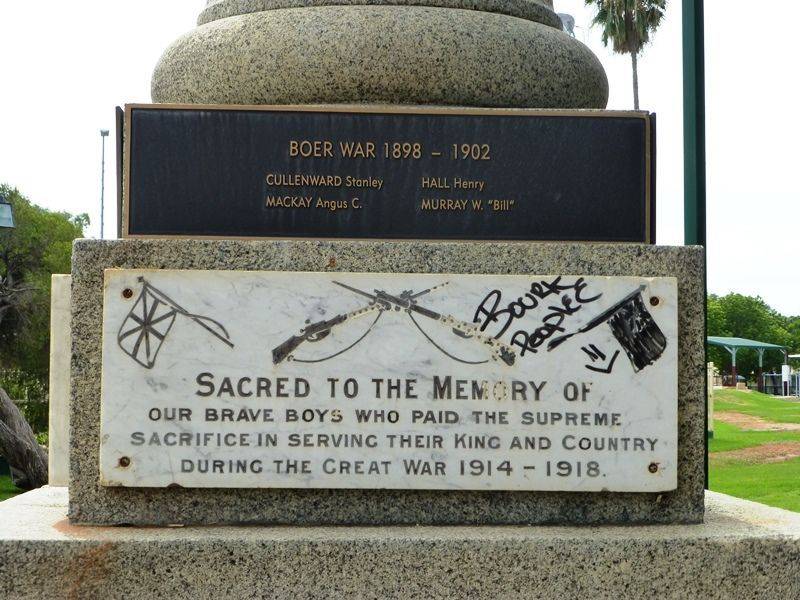 BOER WAR 1898 – 1902
CULLENWARD Stanley HALL Henry
MACKAY Angus C. MURRAY W. "Bill"
BOURK
PEOPLE
SACRED TO THE MEMORY OF
OUR BRAVE BOYS WHO PAID THE SUPREME
SACRIFICE IN SERVING THEIR KING AND COUNTRY
DURING THE GREAT WAR 1914 – 1918.